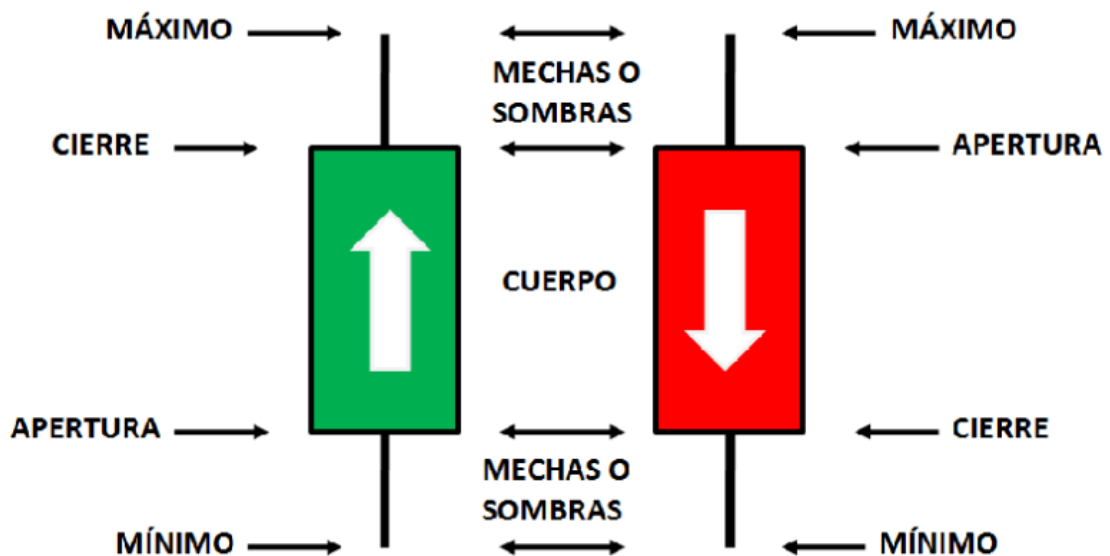 MÁXIMO
MÁXIMO
MECHAS O
SOMBRAS
CIERRE
APERTURA
CUERPO
APERTURA
CIERRE
MECHAS O
SOMBRAS
MÍNIMO
MÍNIMO